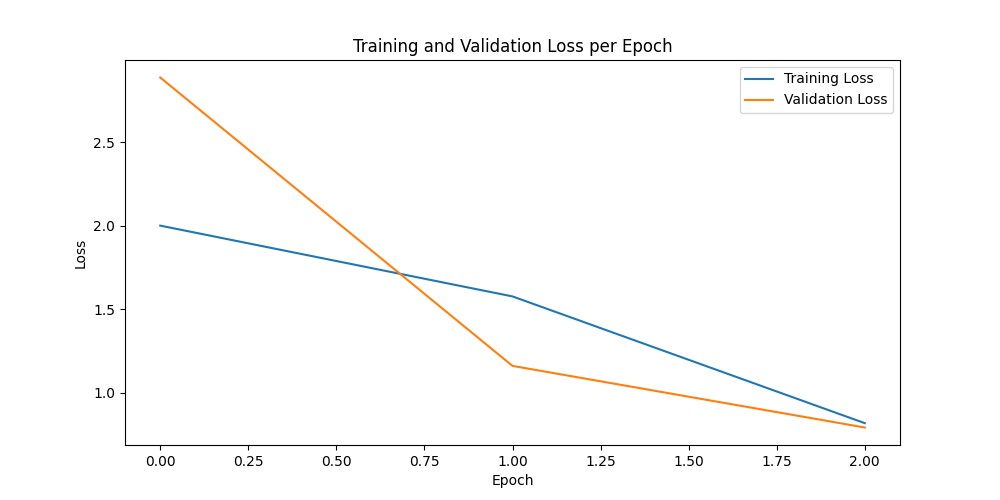 Training and Validation Loss per Epoch
Training Loss
Validation Loss
Loss
2.5
2.0
1.5
1.0
0.00 0.25 0.50 0.75 1.00 1.25 1.50 1.75 2.00
Epoch